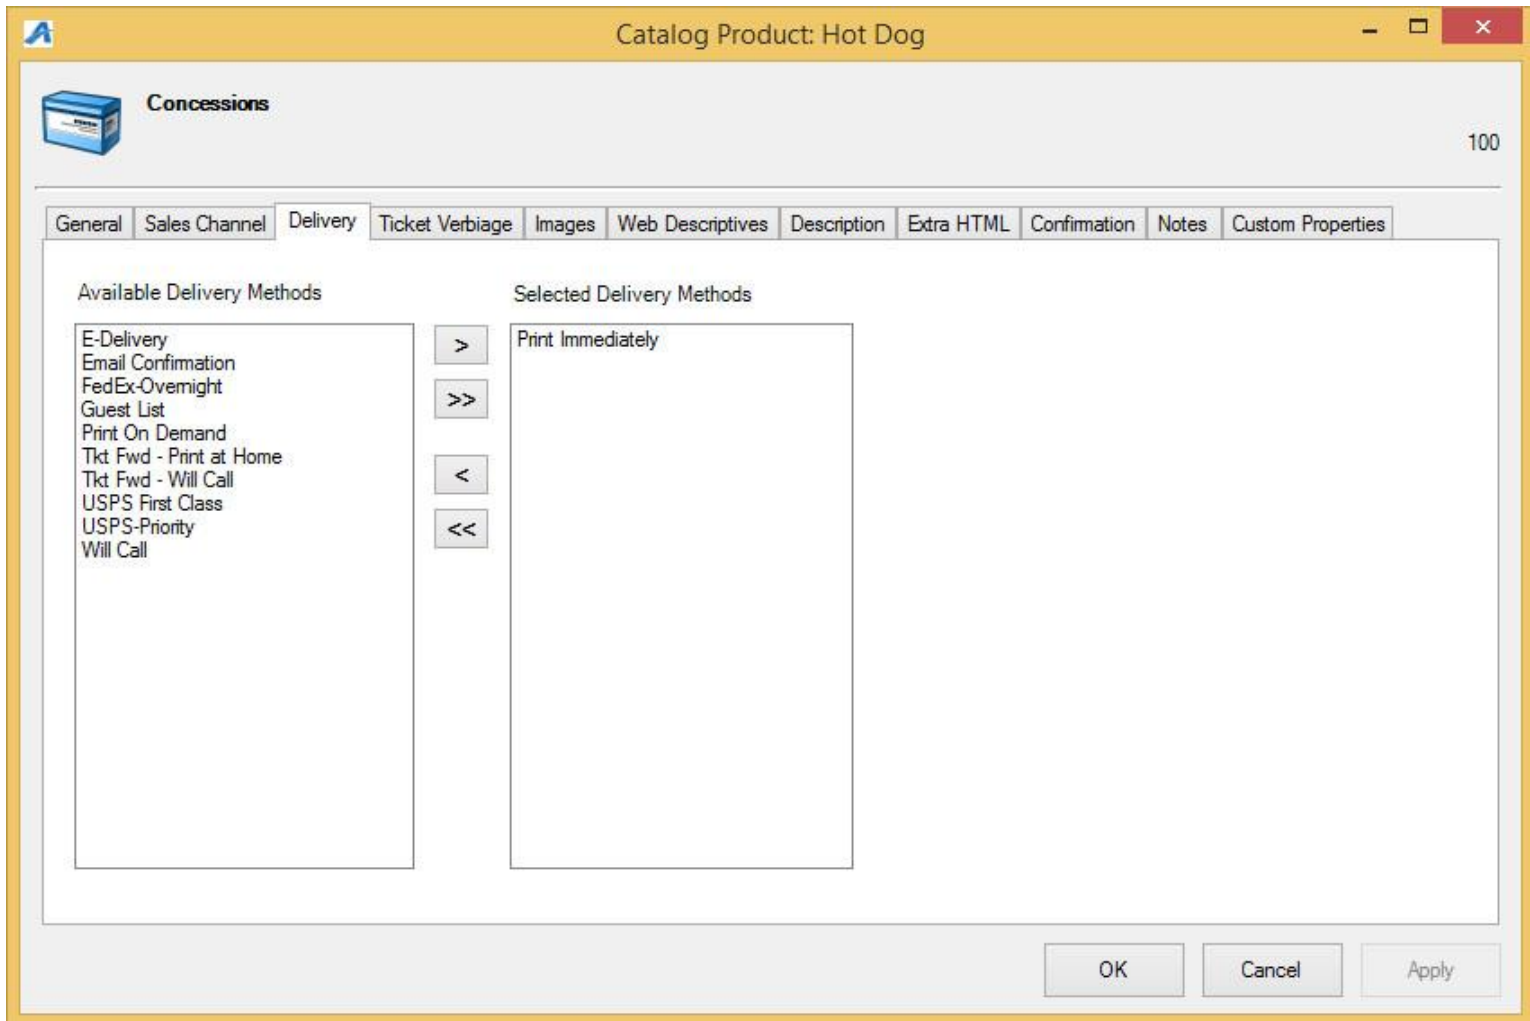 Catalog Product: Hot Dog
Concessions
100
General Sales Channel Delivery Ticket Verbiage Images Web Descriptives Description Extra HTML Confirmation Notes Custom Properties
Available Delivery Methods
E-Delivery
Email Confirmation
FedEx-Overnight
Guest List
Print On Demand
Tkt Fwd - Print at Home
Tkt Fwd - Will Call
USPS First Class
USPS-Priority
Will Call
>
>>
<
<<
Selected Delivery Methods
Print Immediately
OK Cancel Apply